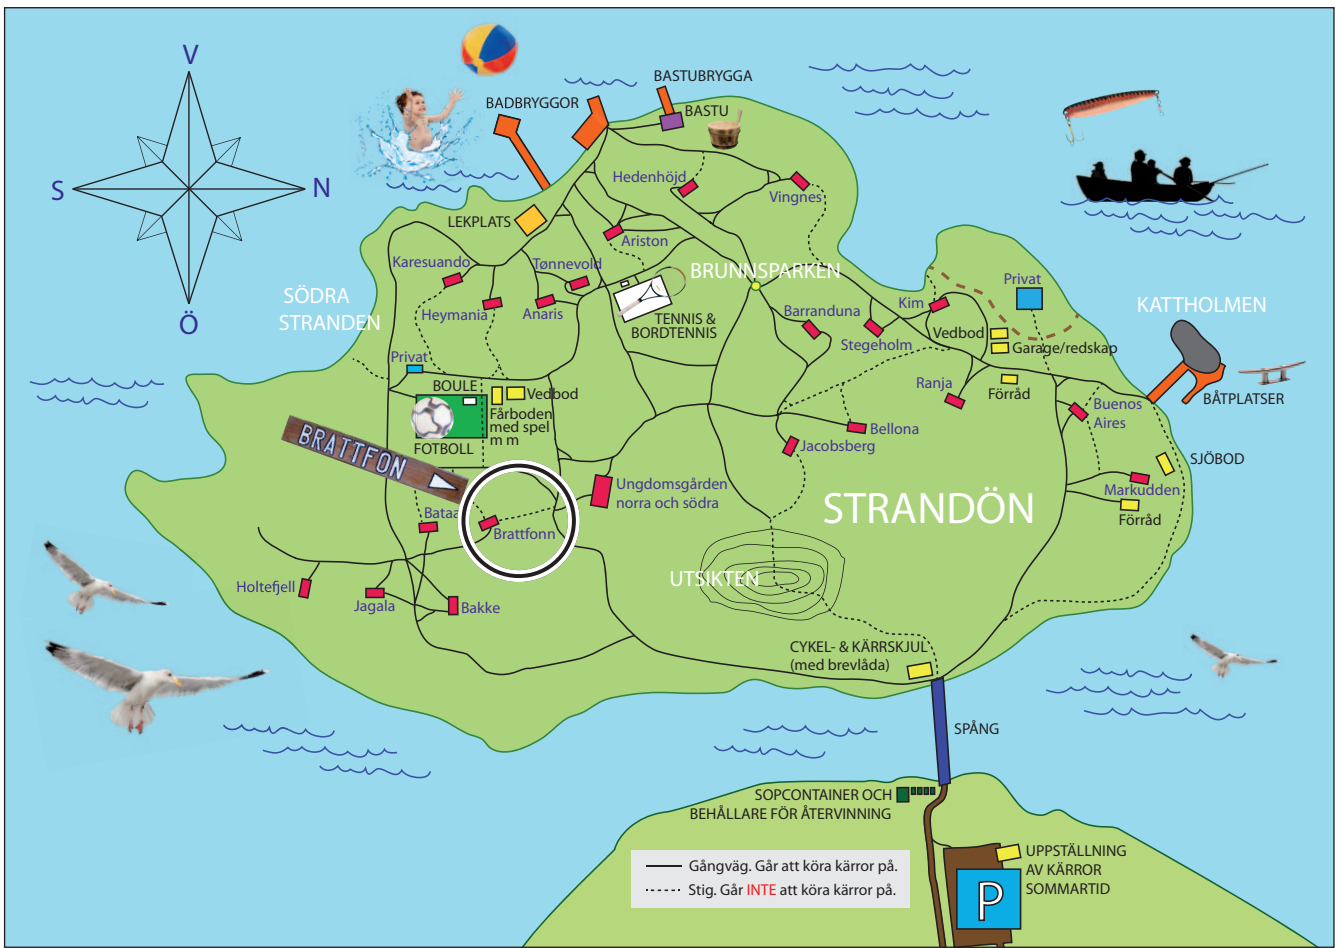 V
S
N
Ö
BADBRYGGOR
BASTUBRYGGA
BASTU
LEKPLATS
Hedenhöjd
Vingnes
Ariston
Karesuando
Tønnevold
Heymania
Anaris
SÖDRA
STRANDEN
BRUNNSPARKEN
TENNIS &
BORDTENNIS
Barranduna
Stegeholm
Kim
Privat
Vedbod
Garage/redskap
KATTHOLMEN
BÅTPLATSER
Ranja
Förråd
Buenos
Aires
Privat
BOULE
Vedbod
Fårboden
med spel
m m
FOTBOLL
BRATTFON
Bellona
Jacobsberg
SJÖBOD
Markudden
Förråd
Ungdomsgården
norra och södra
STRANDÖN
Bataa
Brattfonn
UTSIKTEN
Holtefjell
Jagala
Bakke
CYKEL- & KÄRRSKJUL
(med brevlåda)
SPÅNG
SOPCONTAINER OCH
BEHÅLLARE FÖR ÅTERVINNING
UPPSTÄLLNING
AV KÄRROR
SOMMARTID
P
Gångväg. Går att köra kärror på.
Stig. Går INTE att köra kärror på.